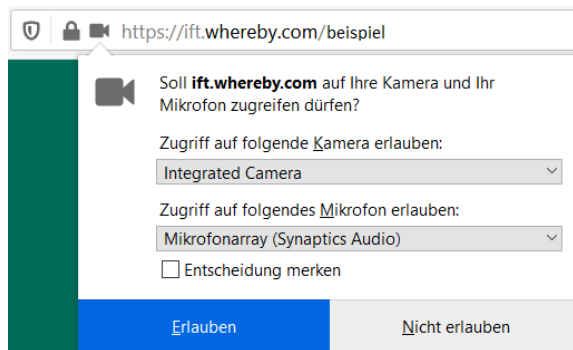 https://ift.whereby.com/beispiel
Soll ift.whereby.com auf Ihre Kamera und Ihr
Mikrofon zugreifen dürfen?
Zugriff auf folgende Kamera erlauben:
Integrated Camera
Zugriff auf folgendes Mikrofon erlauben:
Mikrofonarray (Synaptics Audio)
Entscheidung merken
Erlauben
Nicht erlauben